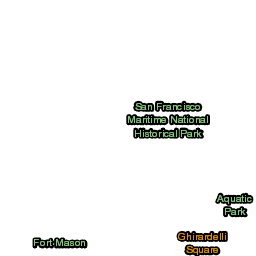 San Francisco
Maritime National
Historical Park
Aquatic
Park
Ghirardelli
Square
Fort Mason